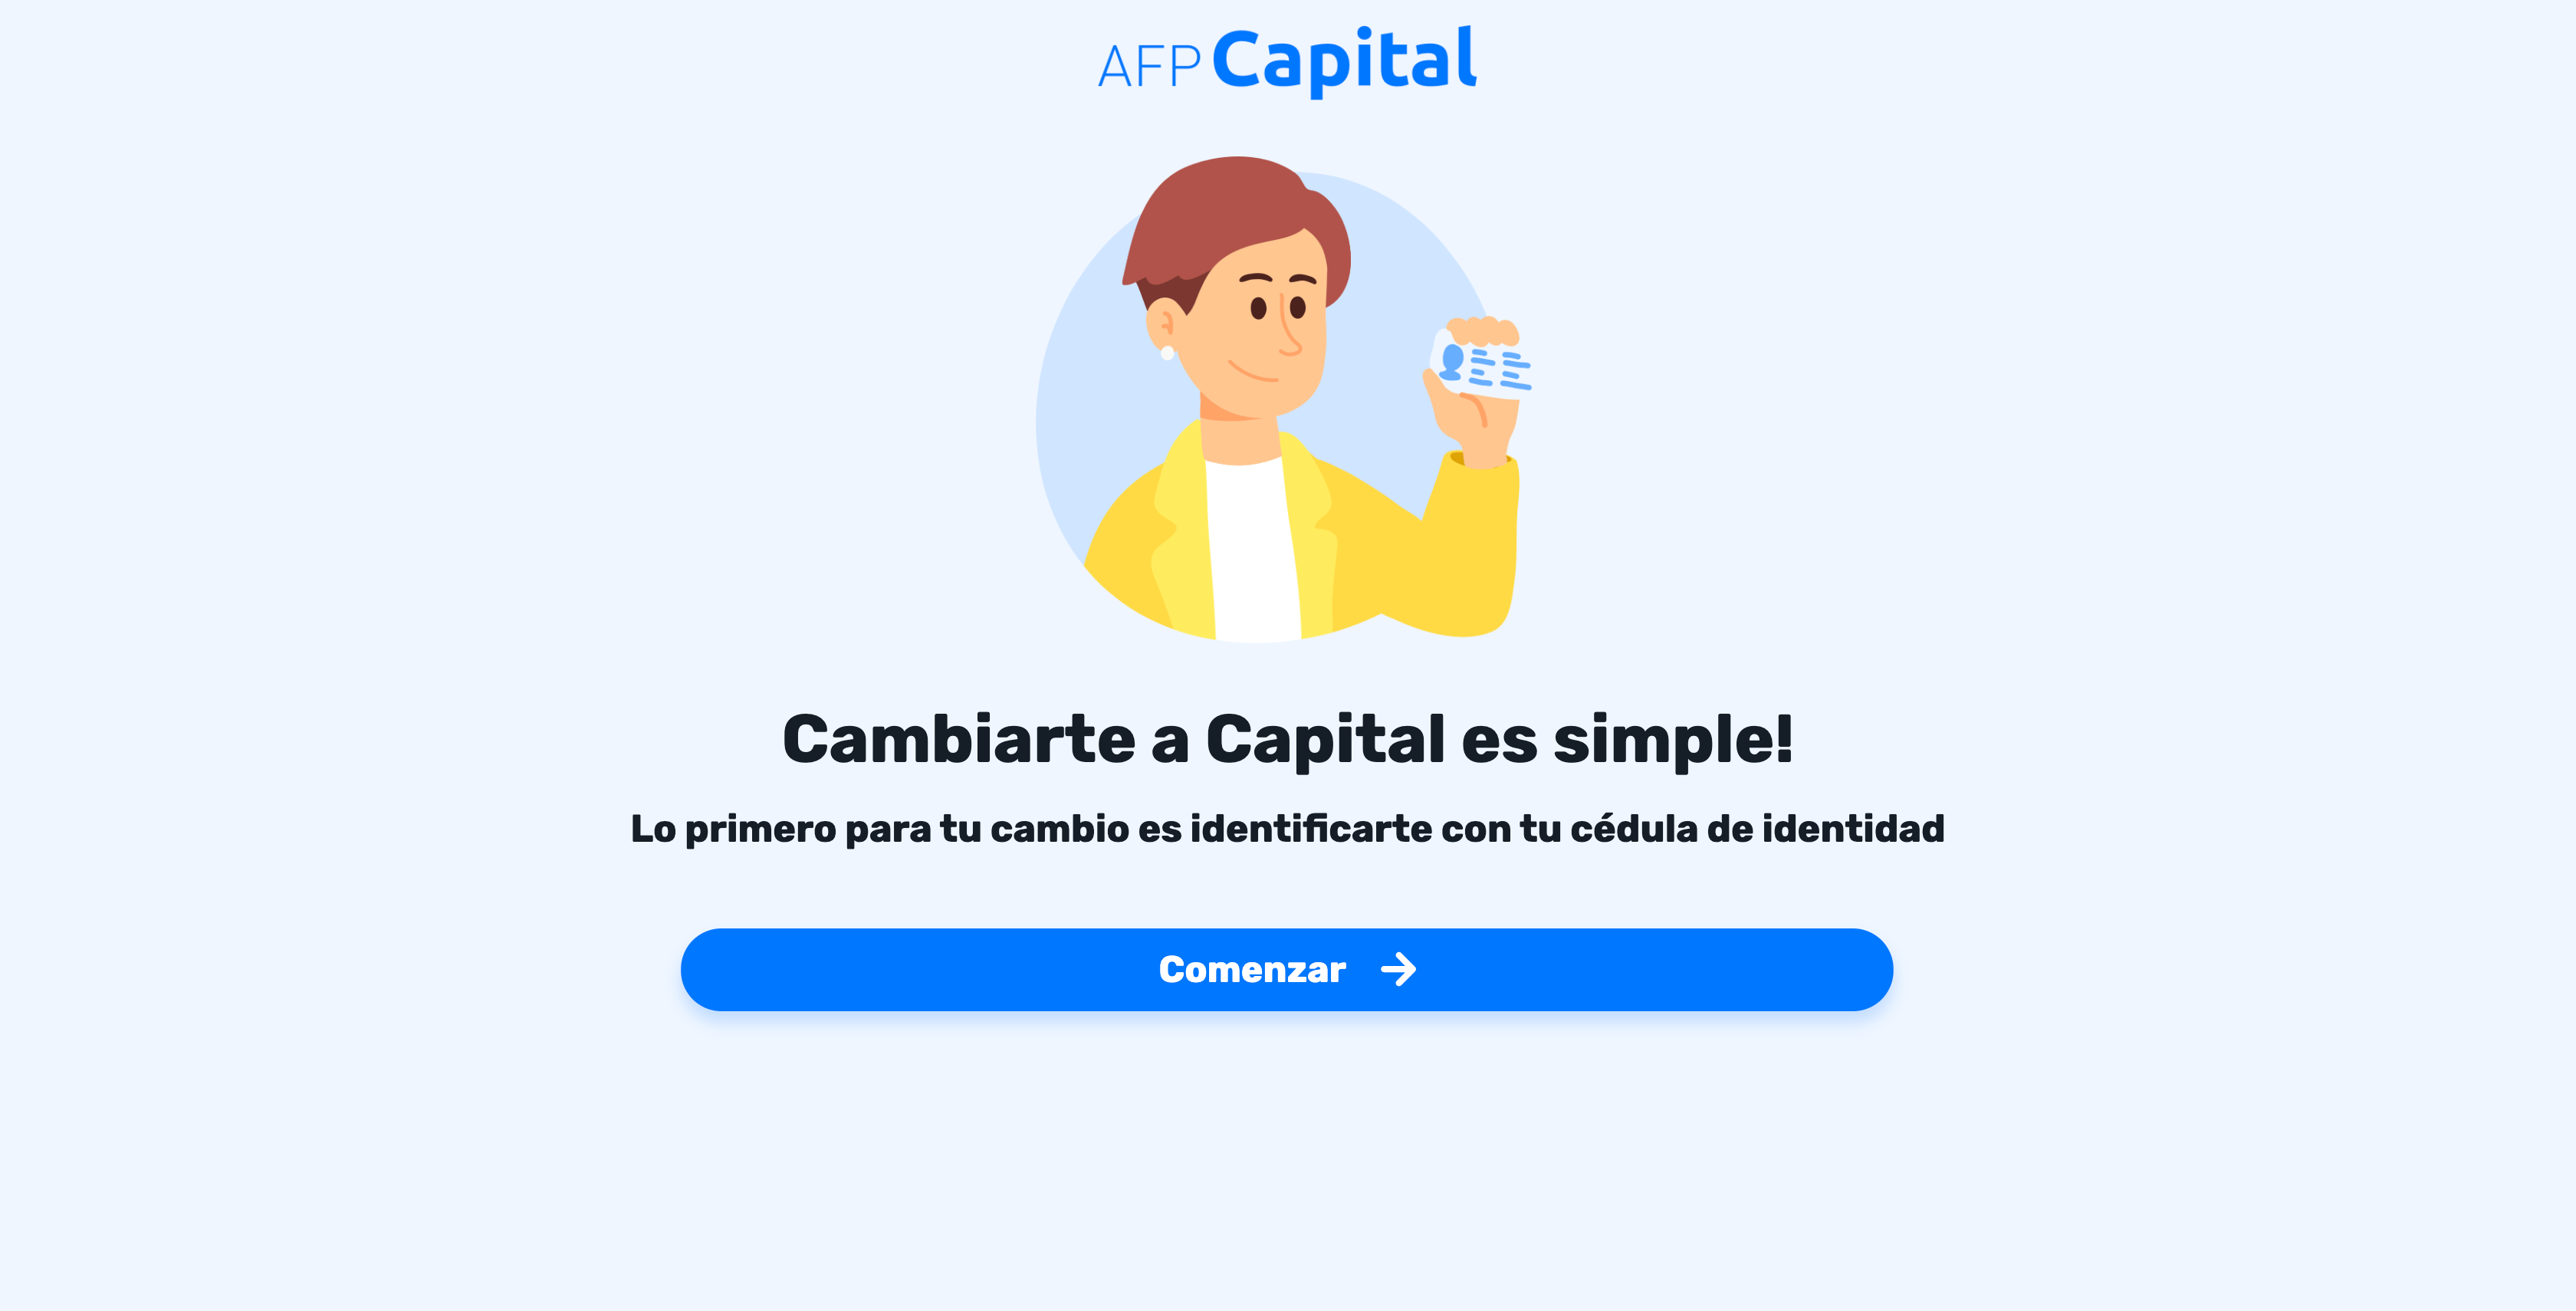 AFP Capital
Cambiarte a Capital es simple!
Lo primero para tu cambio es identificarte con tu cédula de identidad
Comenzar